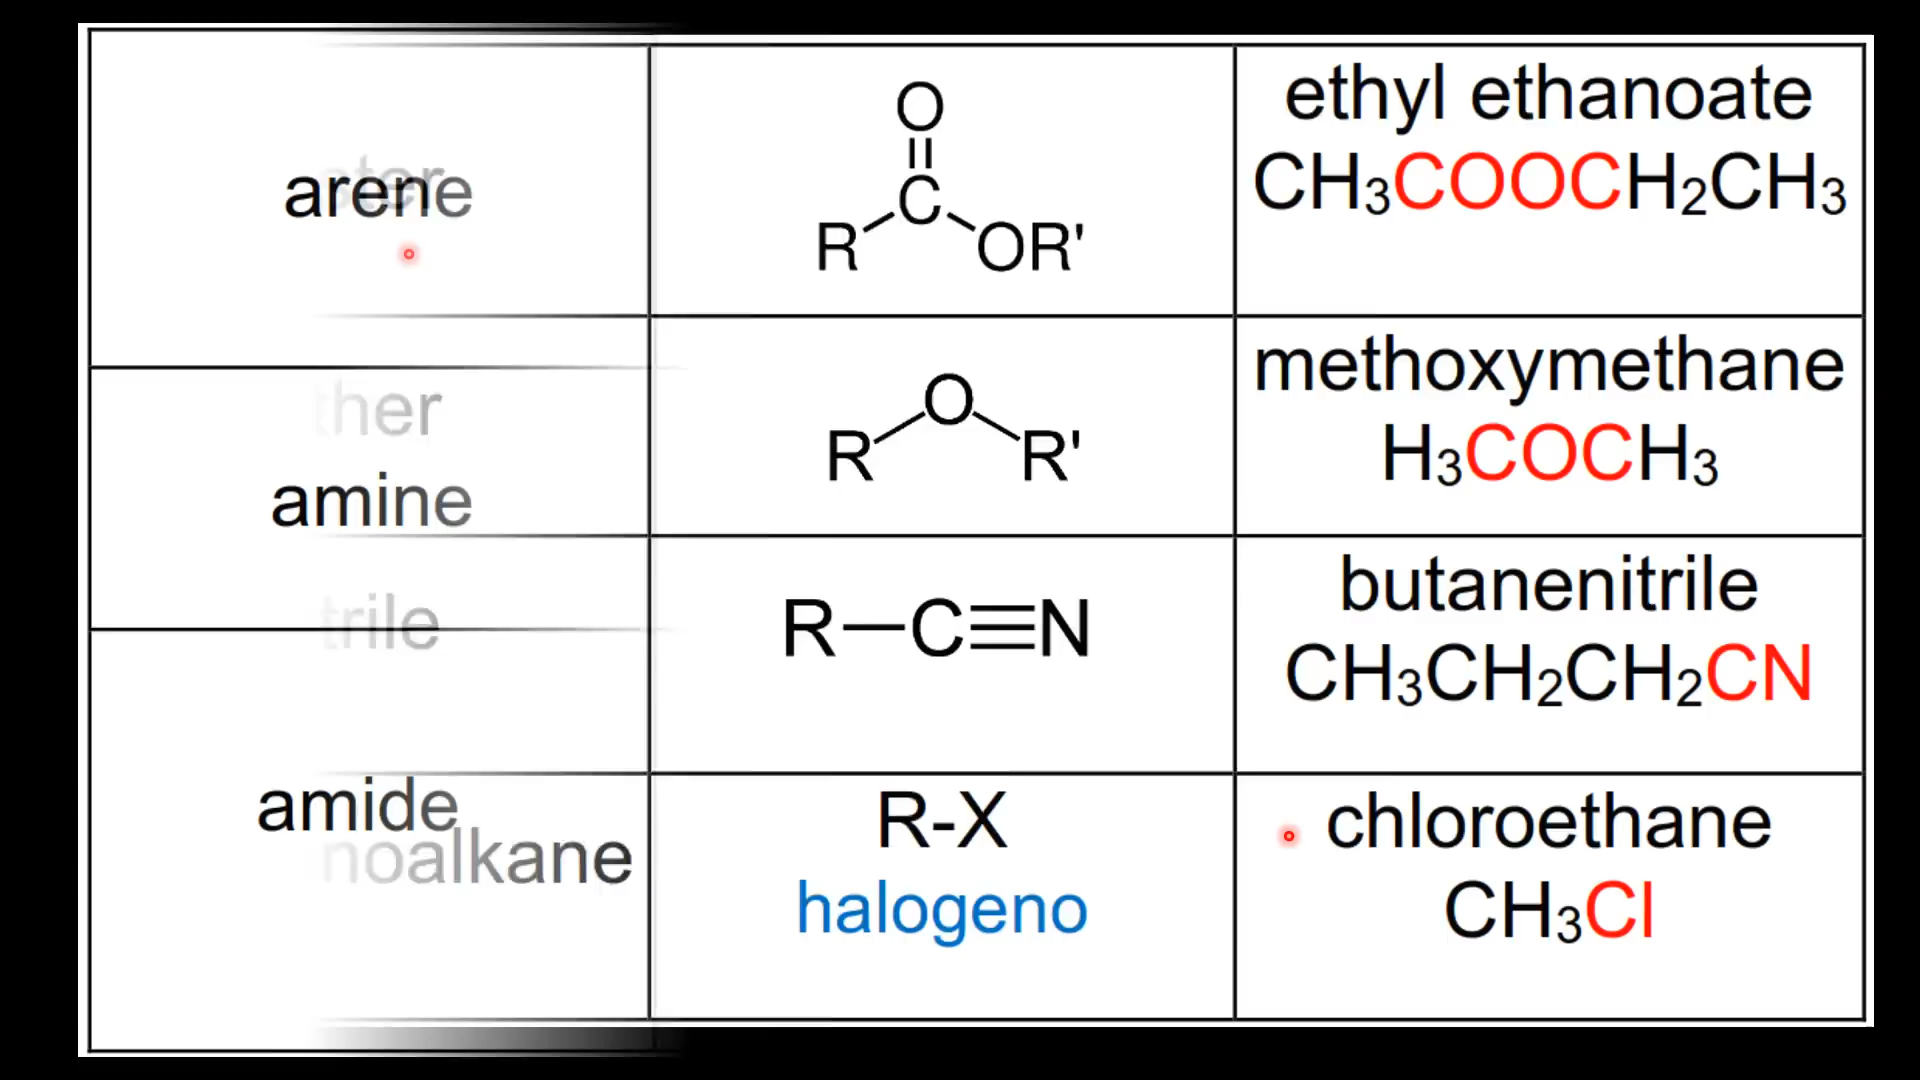 arene
O
C
R OR'
ethyl ethanoate
CH₃COOCH₂CH₃
amine
O
R R'
methoxymethane
H₃COCH₃
R—C≡N
butanenitrile
CH₃CH₂CH₂CN
amide
noalkane
R-X
halogeno
chloroethane
CH₃Cl